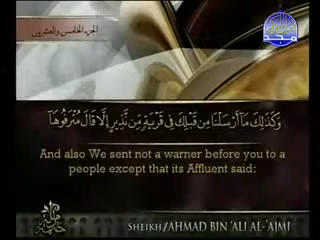 الجزء الخامس والعشرون
وَكَذَٰلِكَ مَآ أَرْسَلْنَا مِن قَبْلِكَ فِى قَرْيَةٍ مِّن نَّذِيرٍ إِلَّا قَالَ مُتْرَفُوهَآ
And also We sent not a warner before you to a
people except that its Affluent said:
SHEIKH/AHMAD BIN 'ALI AL-'AJMI